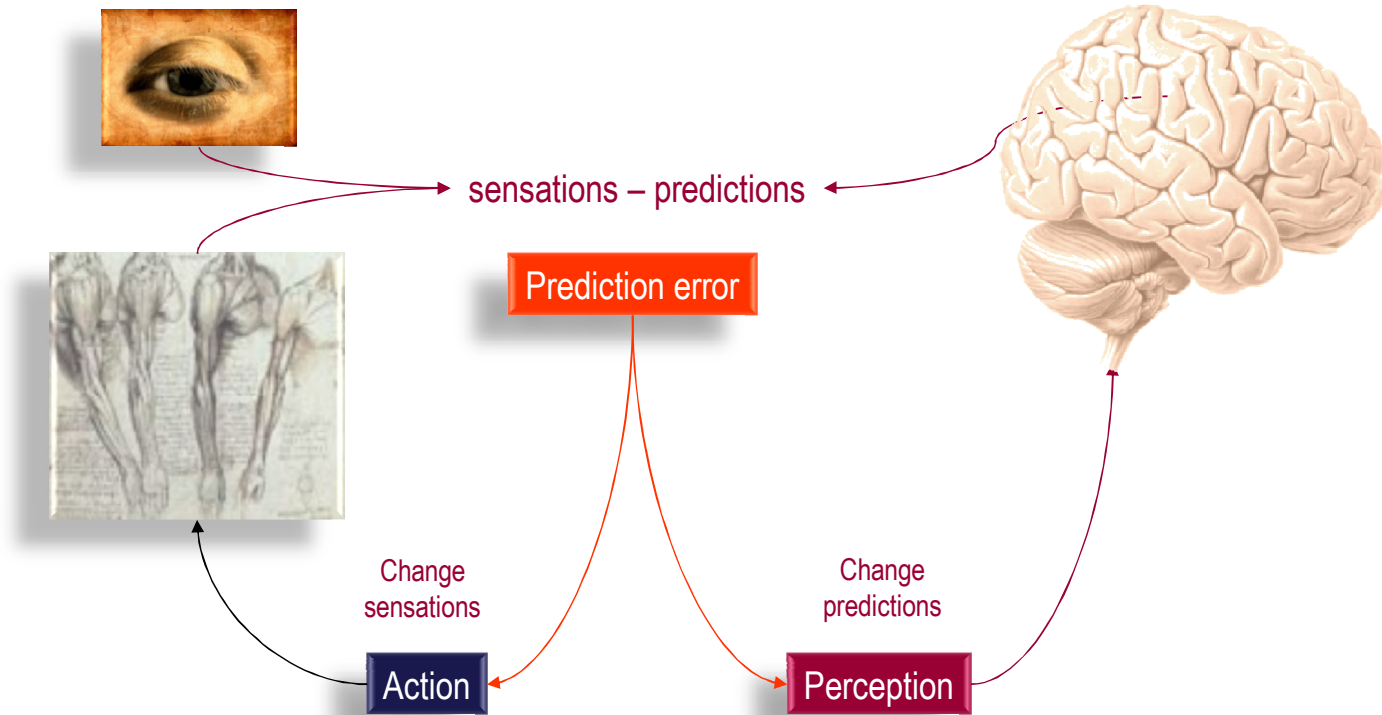 sensations – predictions
Prediction error
Change
sensations
Change
predictions
Action
Perception